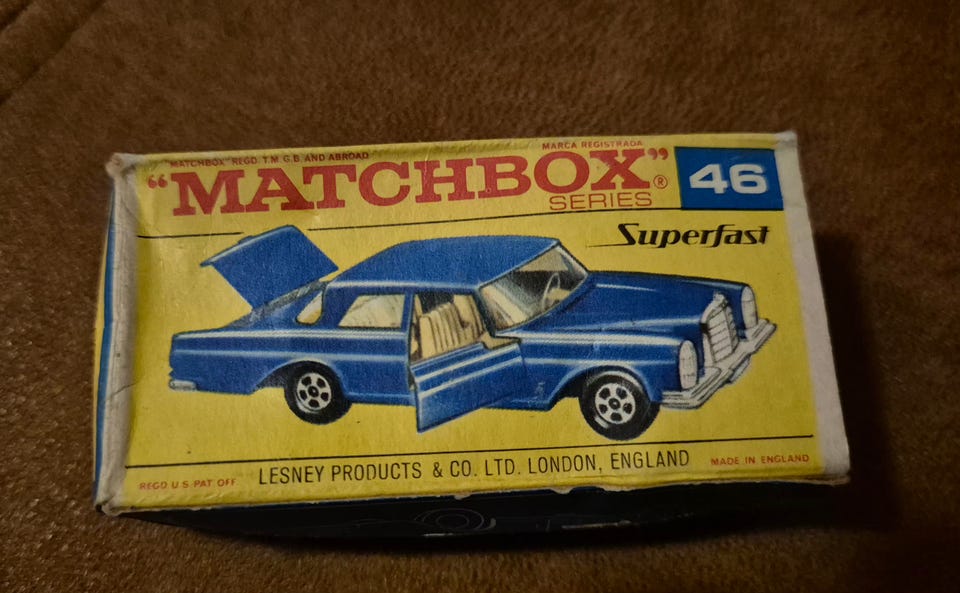 "MATCHBOX" REGD. T.M. G.B. AND ABROAD
MARCA REGISTRADA
"MATCHBOX"®
SERIES
46
Superfast
REGD U.S. PAT OFF
LESNEY PRODUCTS & CO. LTD. LONDON, ENGLAND
MADE IN ENGLAND